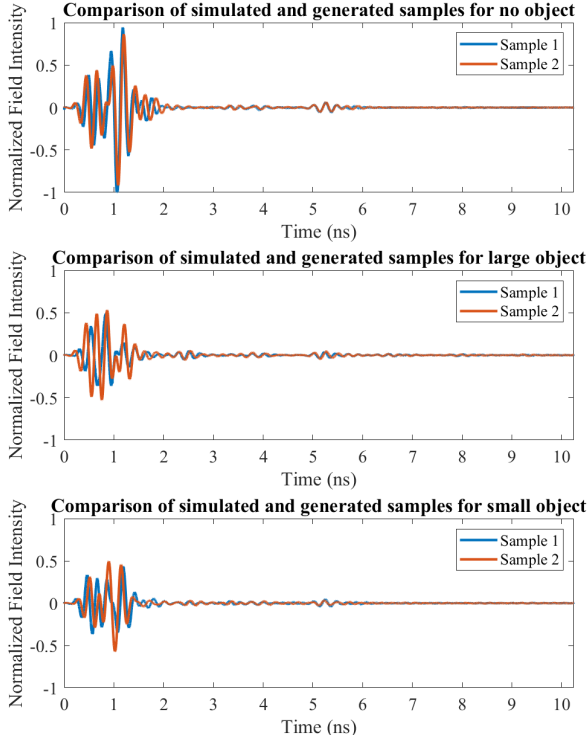 Comparison of simulated and generated samples for no object
Normalized Field Intensity
1
0.5
0
-0.5
-1
Sample 1
Sample 2
0 1 2 3 4 5 6 7 8 9 10
Time (ns)
Comparison of simulated and generated samples for large object
Normalized Field Intensity
1
0.5
0
-0.5
-1
Sample 1
Sample 2
0 1 2 3 4 5 6 7 8 9 10
Time (ns)
Comparison of simulated and generated samples for small object
Normalized Field Intensity
1
0.5
0
-0.5
-1
Sample 1
Sample 2
0 1 2 3 4 5 6 7 8 9 10
Time (ns)